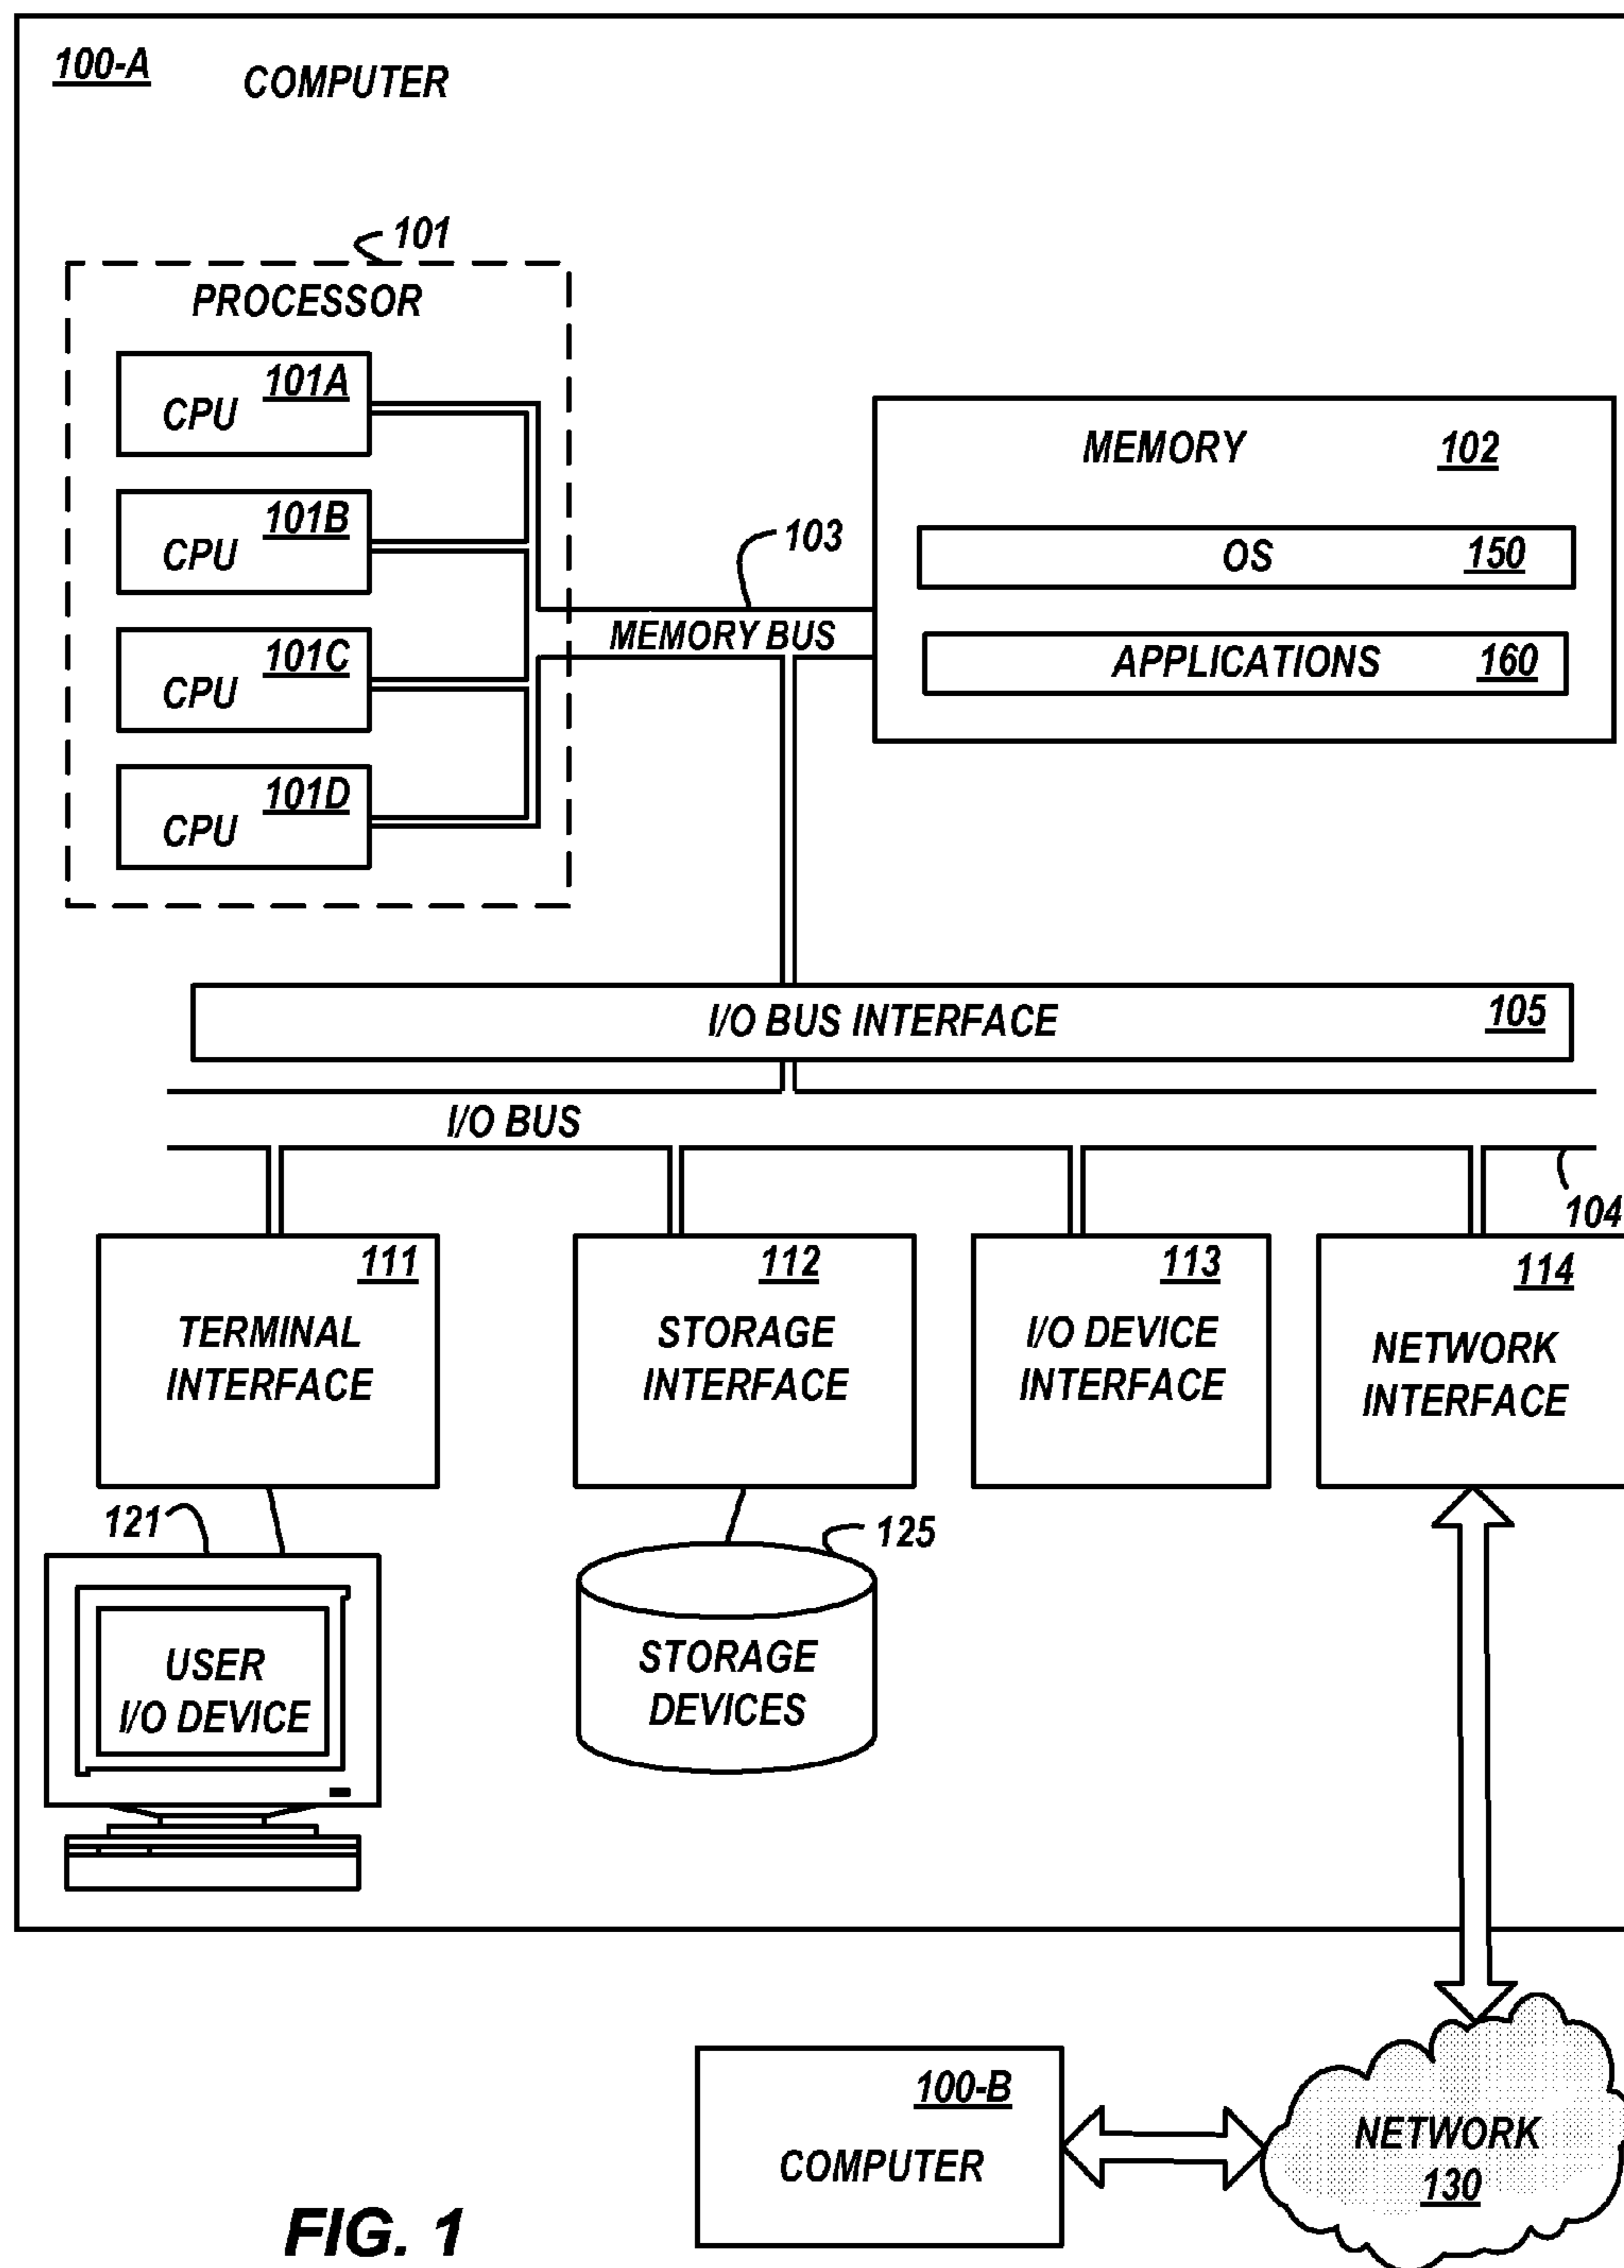 100-A
COMPUTER
101
PROCESSOR
101A
CPU
101B
CPU
101C
CPU
101D
CPU
103
MEMORY BUS
MEMORY
102
OS
150
APPLICATIONS
160
I/O BUS INTERFACE
105
I/O BUS
104
111
TERMINAL
INTERFACE
112
STORAGE
INTERFACE
113
I/O DEVICE
INTERFACE
114
NETWORK
INTERFACE
121
USER
I/O DEVICE
125
STORAGE
DEVICES
100-B
COMPUTER
NETWORK
130
FIG. 1